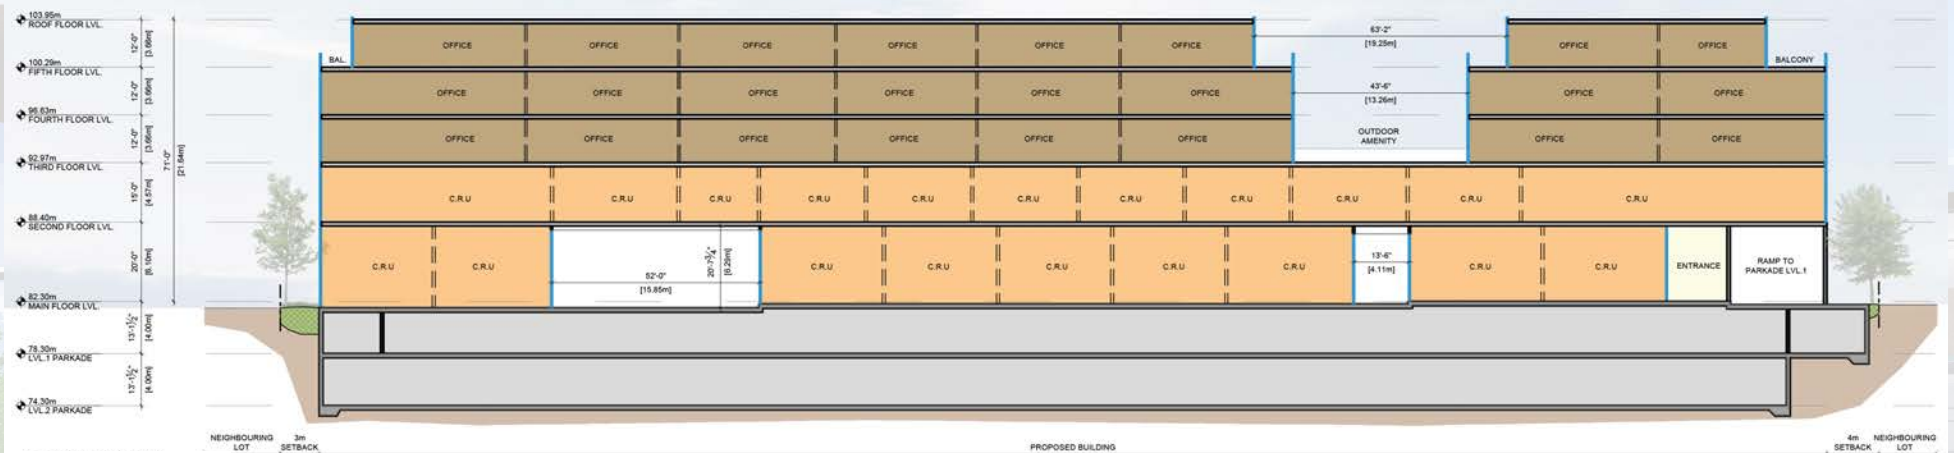 103.95m
ROOF FLOOR LVL.
12'-0"
[3.66m]
100.29m
FIFTH FLOOR LVL.
12'-0"
[3.66m]
96.63m
FOURTH FLOOR LVL.
12'-0"
[3.66m]
92.97m
THIRD FLOOR LVL.
15'-0"
[4.57m]
88.40m
SECOND FLOOR LVL.
20'-0"
[6.10m]
82.30m
MAIN FLOOR LVL.
13'-1½"
[4.00m]
78.30m
LVL.1 PARKADE
13'-1½"
[4.00m]
74.30m
LVL.2 PARKADE
71'-0"
[21.64m]
OFFICE OFFICE OFFICE OFFICE OFFICE OFFICE
63'-2"
[19.25m]
OFFICE OFFICE
BAL.
BALCONY
OFFICE OFFICE OFFICE OFFICE OFFICE OFFICE
43'-6"
[13.26m]
OFFICE OFFICE
OFFICE OFFICE OFFICE OFFICE OFFICE OFFICE
OUTDOOR
AMENITY
OFFICE OFFICE
C.R.U C.R.U C.R.U C.R.U C.R.U C.R.U C.R.U C.R.U C.R.U C.R.U C.R.U
C.R.U C.R.U
52'-0"
[15.85m]
20'-7¾"
[6.29m]
C.R.U C.R.U C.R.U C.R.U C.R.U
13'-6"
[4.11m]
C.R.U C.R.U
ENTRANCE
RAMP TO
PARKADE LVL.1
NEIGHBOURING
LOT
3m
SETBACK
PROPOSED BUILDING
4m
SETBACK
NEIGHBOURING
LOT